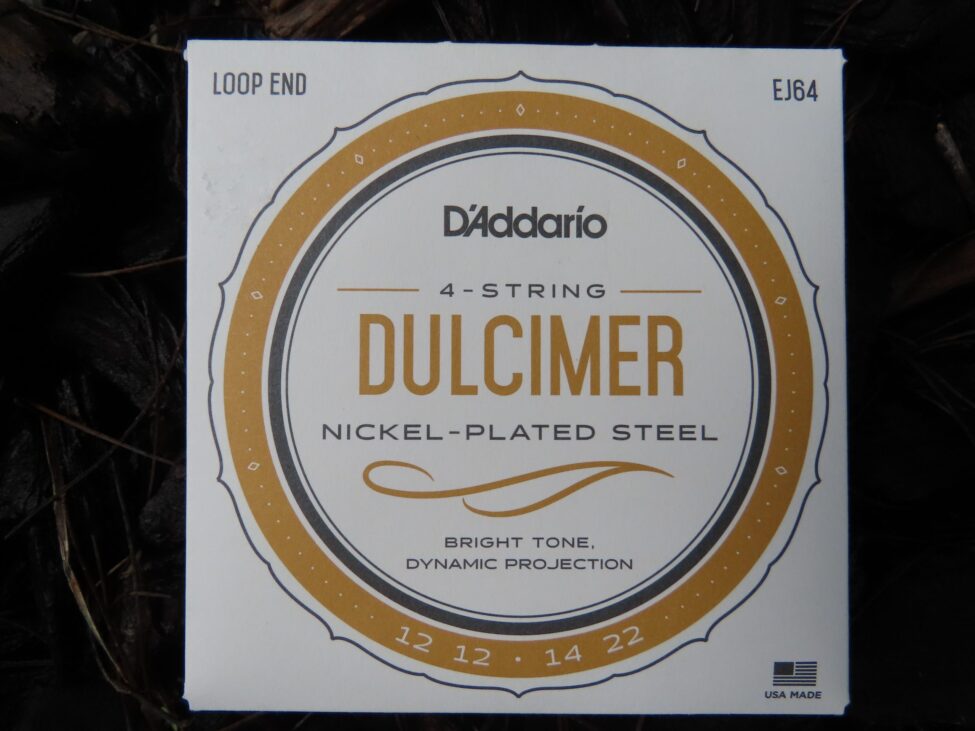 LOOP END
EJ64
D'Addario
4-STRING
DULCIMER
NICKEL-PLATED STEEL
BRIGHT TONE,
DYNAMIC PROJECTION
12 12 · 14 22
USA MADE